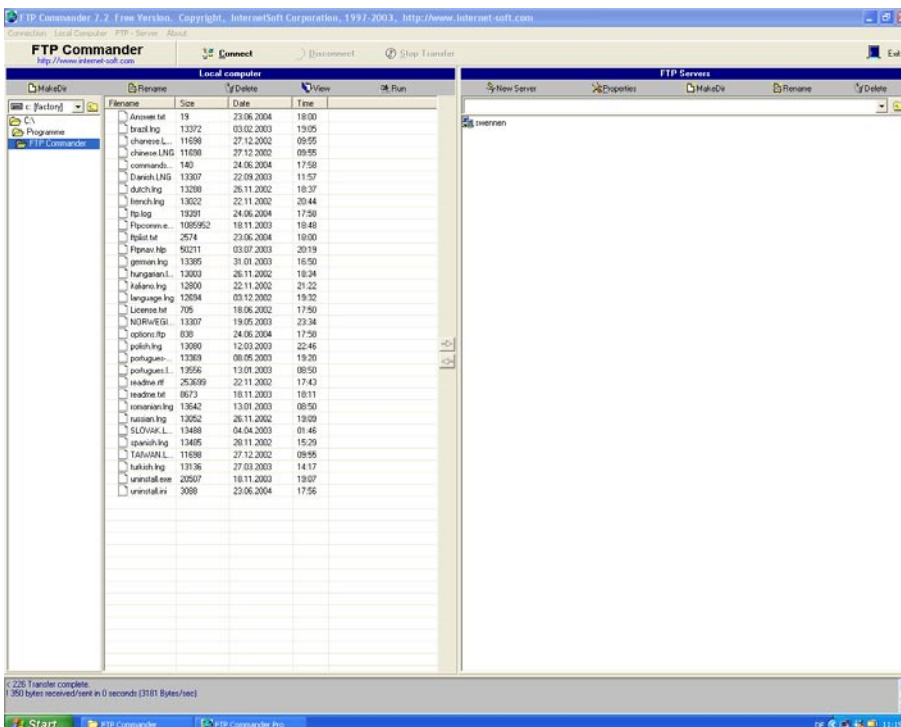 FTP Commander 7.2 Free Version. Copyright, InternetSoft Corporation, 1997-2003, http://www.internet-soft.com
Connection Local Computer FTP - Server About
FTP Commander
http://www.internet-soft.com
Connect Disconnect Stop Transfer Exit
Local computer FTP Servers
MakeDir Rename Delete View Run New Server Properties MakeDir Rename Delete
c: [factory]
C:\
Programme
FTP Commander
swennen
Filename Size Date Time
Answer.txt 19 23.06.2004 18:00
brazil.lng 13372 03.02.2003 19:05
chanese.L... 11698 27.12.2002 09:55
chinese.LNG 11698 27.12.2002 09:55
commands... 140 24.06.2004 17:58
Danish.LNG 13307 22.09.2003 11:57
dutch.lng 13288 26.11.2002 18:37
french.lng 13022 22.11.2002 20:44
ftp.log 19391 24.06.2004 17:58
Ftpcomm.e... 1085952 18.11.2003 18:48
ftplist.txt 2574 23.06.2004 18:00
Ftpnav.hlp 50211 03.07.2003 20:19
german.lng 13385 31.01.2003 16:50
hungarian.l... 13003 26.11.2002 18:34
italiano.lng 12800 22.11.2002 21:22
language.lng 12694 03.12.2002 19:32
License.txt 705 18.06.2002 17:50
NORWEGI... 13307 19.05.2003 23:34
options.ftp 838 24.06.2004 17:58
polish.lng 13080 12.03.2003 22:46
portugues-... 13369 08.05.2003 19:20
portugues.l... 13556 13.01.2003 08:50
readme.rtf 253699 22.11.2002 17:43
readme.txt 8673 18.11.2003 18:11
romanian.lng 13642 13.01.2003 08:50
russian.lng 13052 26.11.2002 19:09
SLOVAK.L... 13488 04.04.2003 01:46
spanish.lng 13485 28.11.2002 15:29
TAIWAN.L... 11698 27.12.2002 09:55
turkish.lng 13136 27.03.2003 14:17
uninstall.exe 20507 18.11.2003 19:07
uninstall.ini 3088 23.06.2004 17:56
< 226 Transfer complete.
! 350 bytes received/sent in 0 seconds (3181 Bytes/sec)
Start FTP Commander FTP Commander Pro... DE 11:19